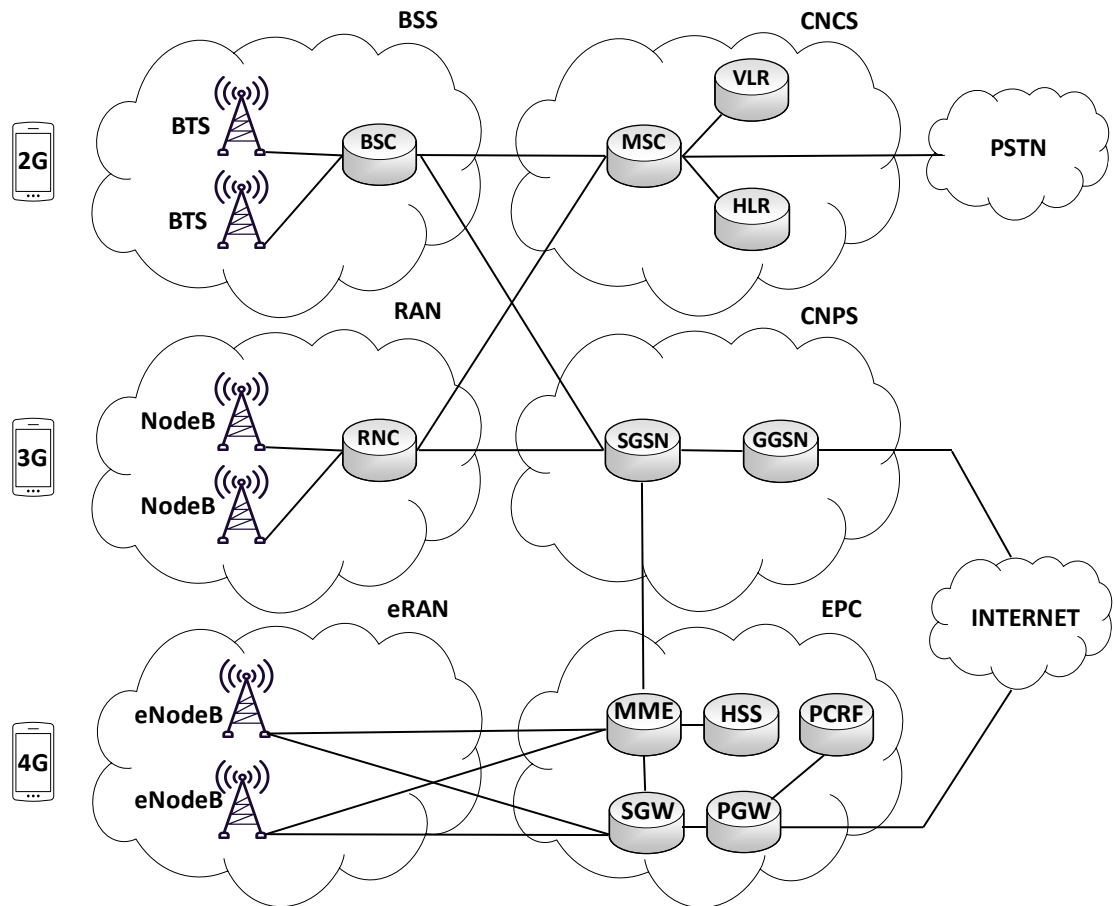 BSS
CNCS
VLR
BTS
BSC
MSC
2G
PSTN
BTS
HLR
RAN
CNPS
NodeB
RNC
SGSN
GGSN
3G
NodeB
eRAN
EPC
INTERNET
eNodeB
MME
HSS
PCRF
4G
eNodeB
SGW
PGW